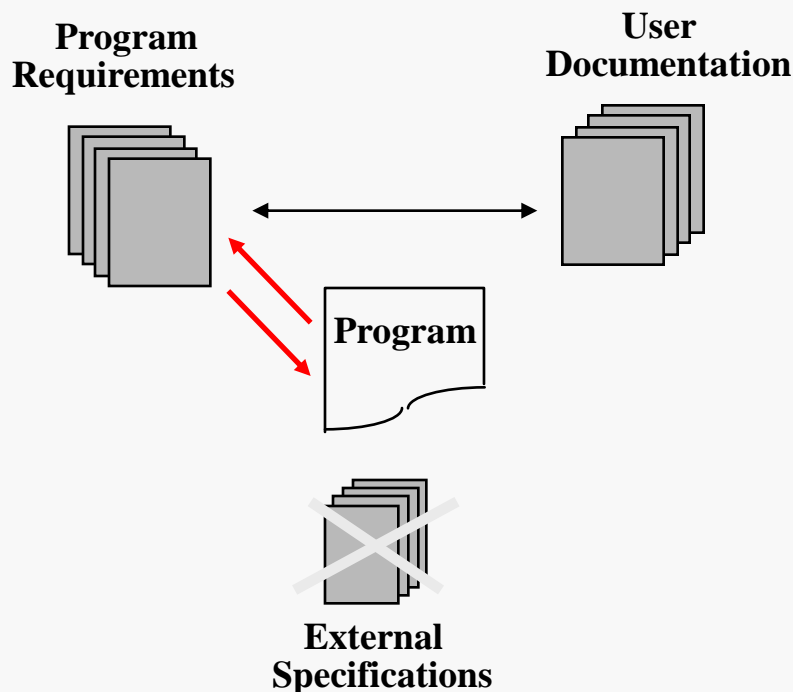 Program
Requirements
User
Documentation
Program
External
Specifications